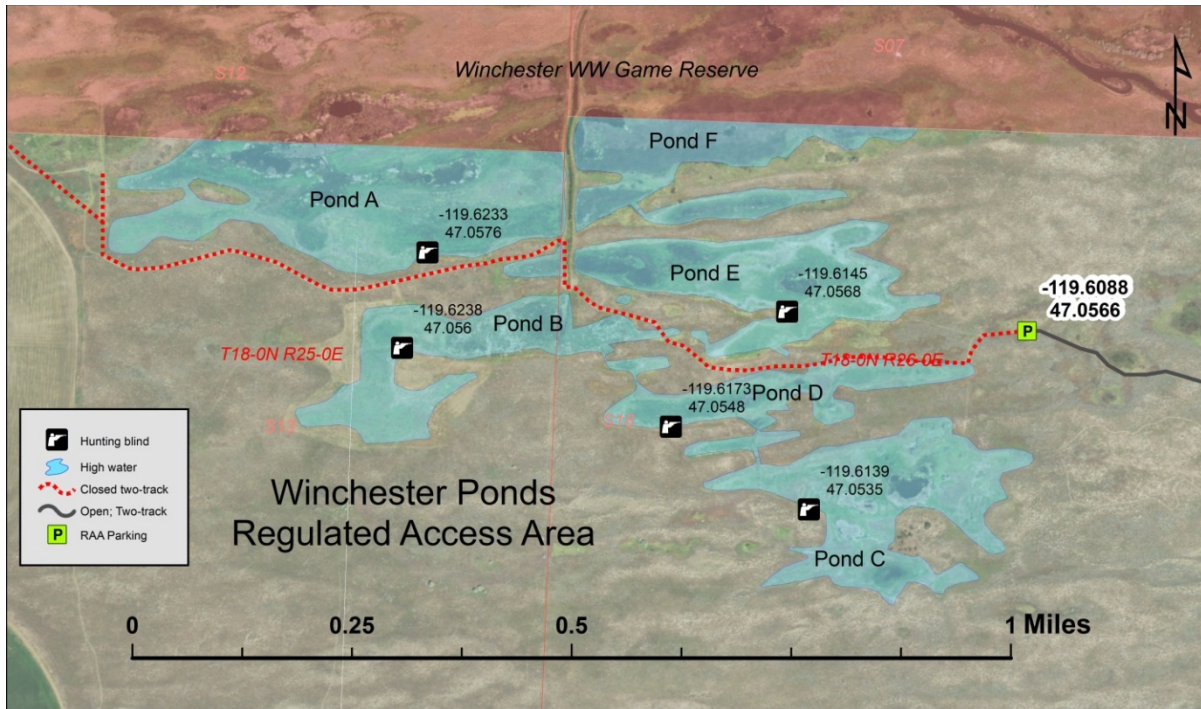 S12
S07
Winchester WW Game Reserve
N
Pond F
Pond A
-119.6233
47.0576
Pond E
-119.6145
47.0568
-119.6088
47.0566
P
-119.6238
47.056
Pond B
T18-0N R25-0E
T18-0N R26-0E
-119.6173
47.0548
Pond D
S13
S18
-119.6139
47.0535
Pond C
Hunting blind
High water
Closed two-track
Open; Two-track
P
RAA Parking
Winchester Ponds
Regulated Access Area
0
0.25
0.5
1 Miles